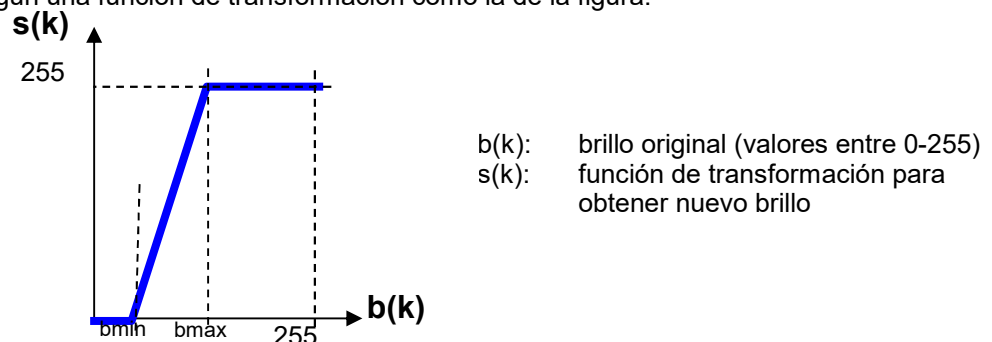 gún una función de transformación como la de la figura.
s(k)
255
b(k): brillo original (valores entre 0-255)
s(k): función de transformación para
obtener nuevo brillo
b(k)
bmin bmax 255